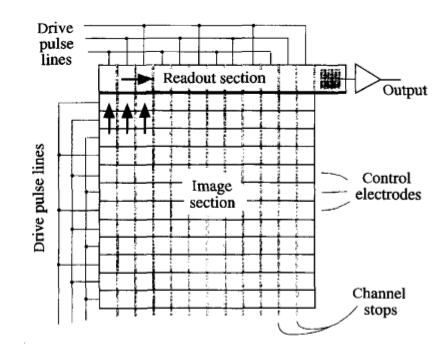 Drive
pulse
lines
Readout section
Output
Drive pulse lines
Image
section
Control
electrodes
Channel
stops